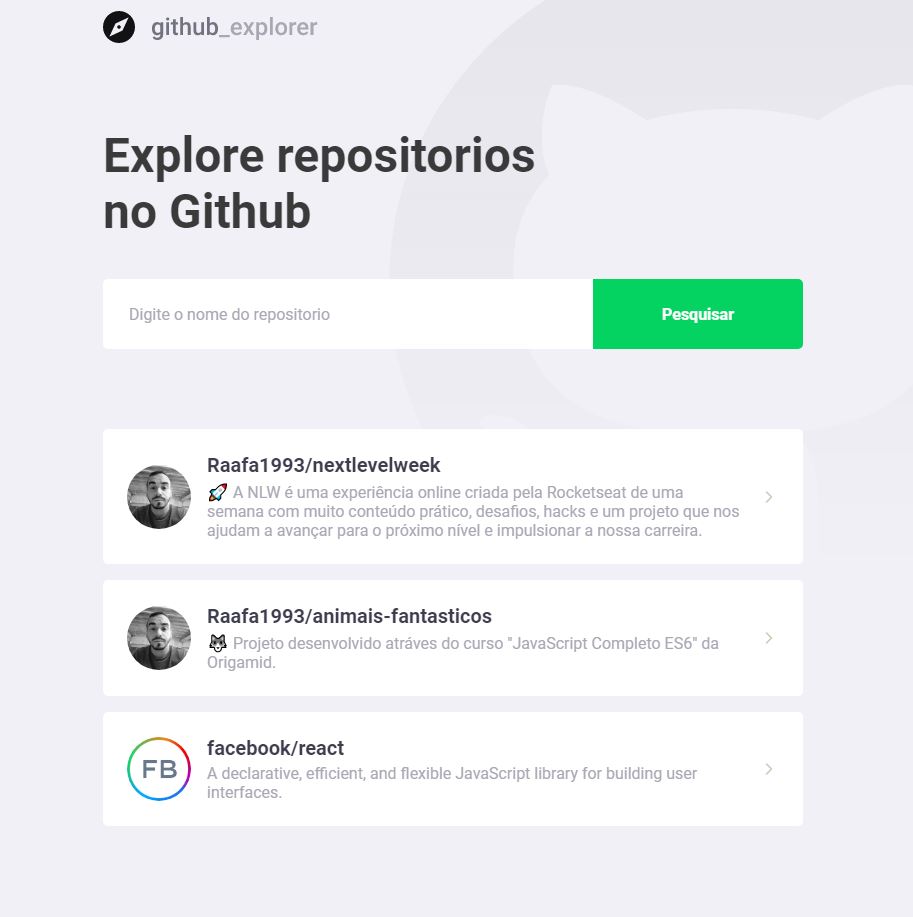 github_explorer
Explore repositorios
no Github
Digite o nome do repositorio
Pesquisar
Raafa1993/nextlevelweek
🚀 A NLW é uma experiência online criada pela Rocketseat de uma
semana com muito conteúdo prático, desafios, hacks e um projeto que nos
ajudam a avançar para o próximo nível e impulsionar a nossa carreira.
Raafa1993/animais-fantasticos
🐺 Projeto desenvolvido atráves do curso "JavaScript Completo ES6" da
Origamid.
FB
facebook/react
A declarative, efficient, and flexible JavaScript library for building user
interfaces.